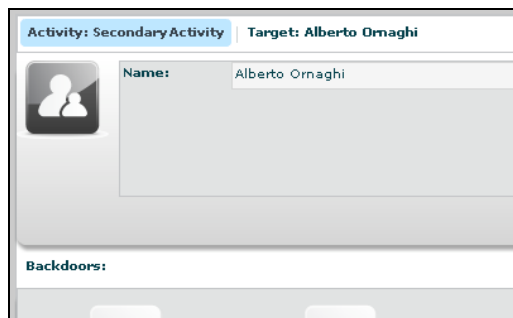 Activity: SecondaryActivity | Target: Alberto Ornaghi
Name: Alberto Ornaghi
Backdoors: